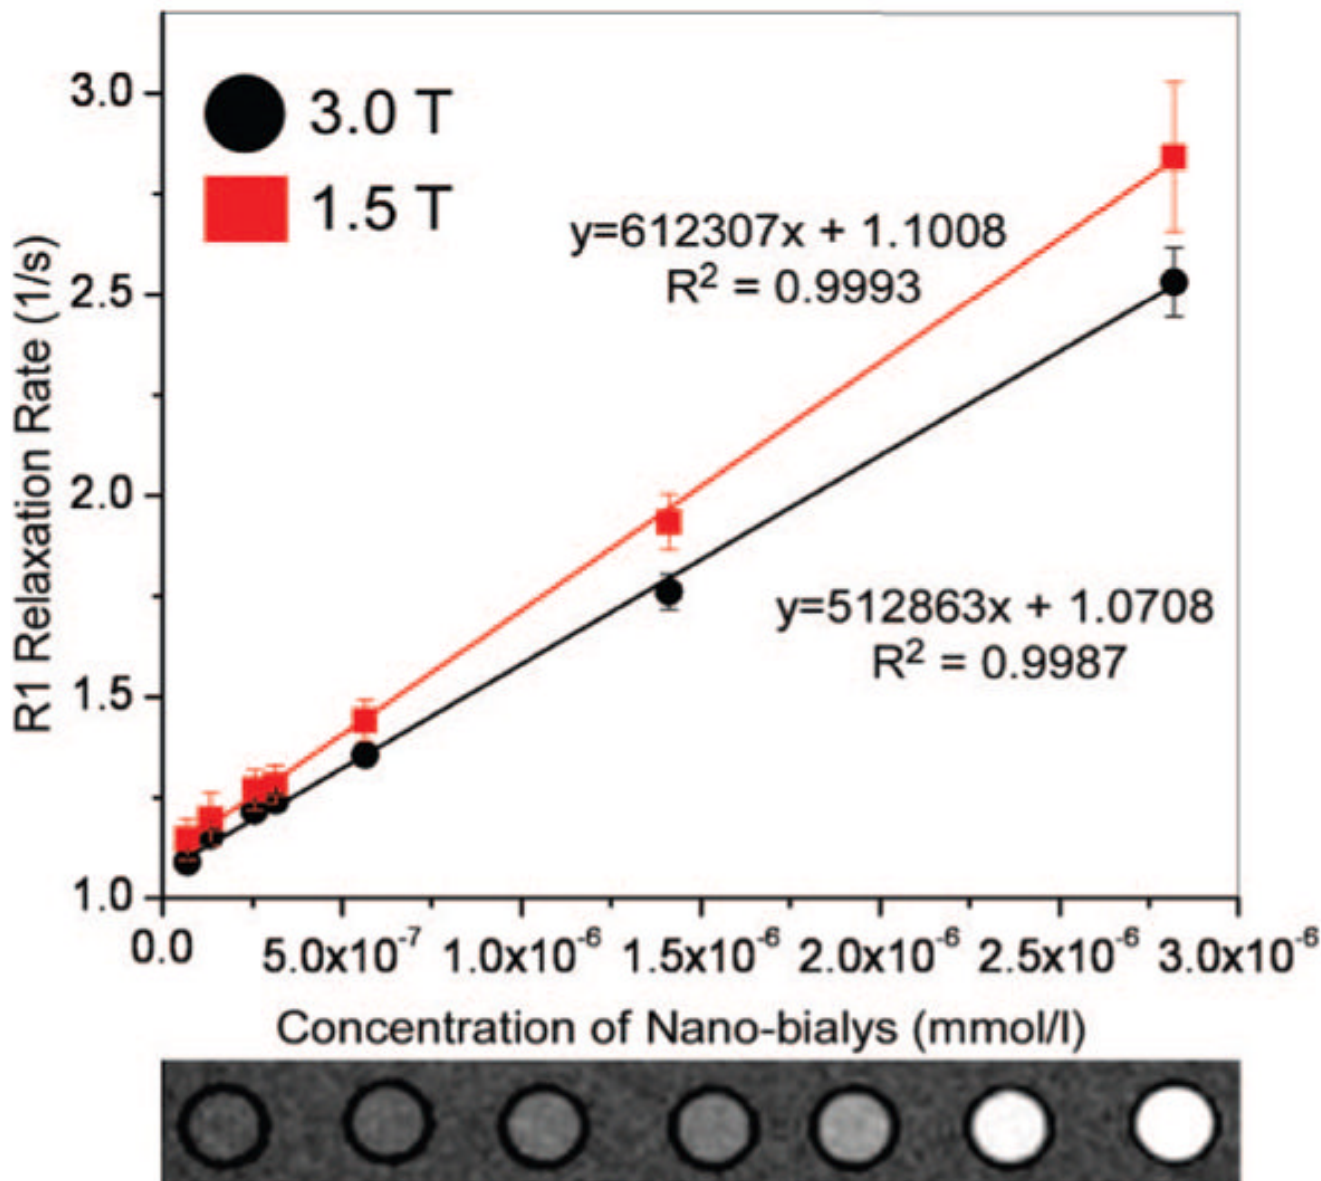 3.0 T
1.5 T
y=612307x + 1.1008
R² = 0.9993
y=512863x + 1.0708
R² = 0.9987
R1 Relaxation Rate (1/s)
3.0
2.5
2.0
1.5
1.0
0.0 5.0x10⁻⁷ 1.0x10⁻⁶ 1.5x10⁻⁶ 2.0x10⁻⁶ 2.5x10⁻⁶ 3.0x10⁻⁶
Concentration of Nano-bialys (mmol/l)